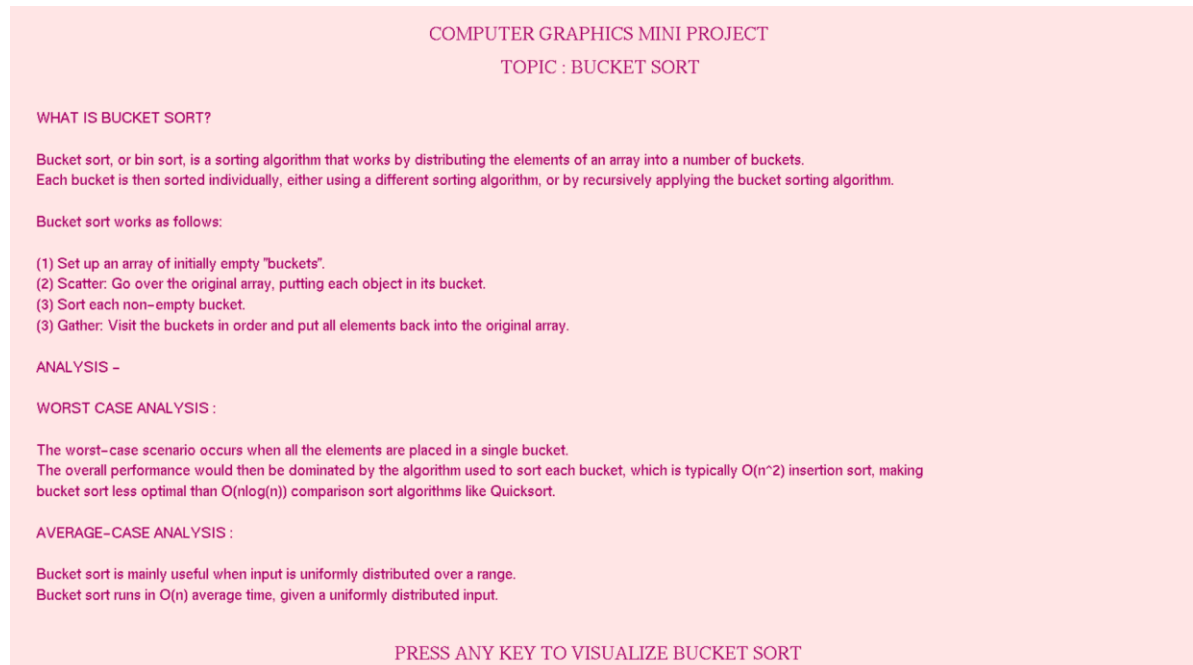 COMPUTER GRAPHICS MINI PROJECT
TOPIC : BUCKET SORT
WHAT IS BUCKET SORT?
Bucket sort, or bin sort, is a sorting algorithm that works by distributing the elements of an array into a number of buckets.
Each bucket is then sorted individually, either using a different sorting algorithm, or by recursively applying the bucket sorting algorithm.
Bucket sort works as follows:
(1) Set up an array of initially empty "buckets".
(2) Scatter: Go over the original array, putting each object in its bucket.
(3) Sort each non-empty bucket.
(3) Gather: Visit the buckets in order and put all elements back into the original array.
ANALYSIS -
WORST CASE ANALYSIS :
The worst-case scenario occurs when all the elements are placed in a single bucket.
The overall performance would then be dominated by the algorithm used to sort each bucket, which is typically O(n^2) insertion sort, making
bucket sort less optimal than O(nlog(n)) comparison sort algorithms like Quicksort.
AVERAGE-CASE ANALYSIS :
Bucket sort is mainly useful when input is uniformly distributed over a range.
Bucket sort runs in O(n) average time, given a uniformly distributed input.
PRESS ANY KEY TO VISUALIZE BUCKET SORT